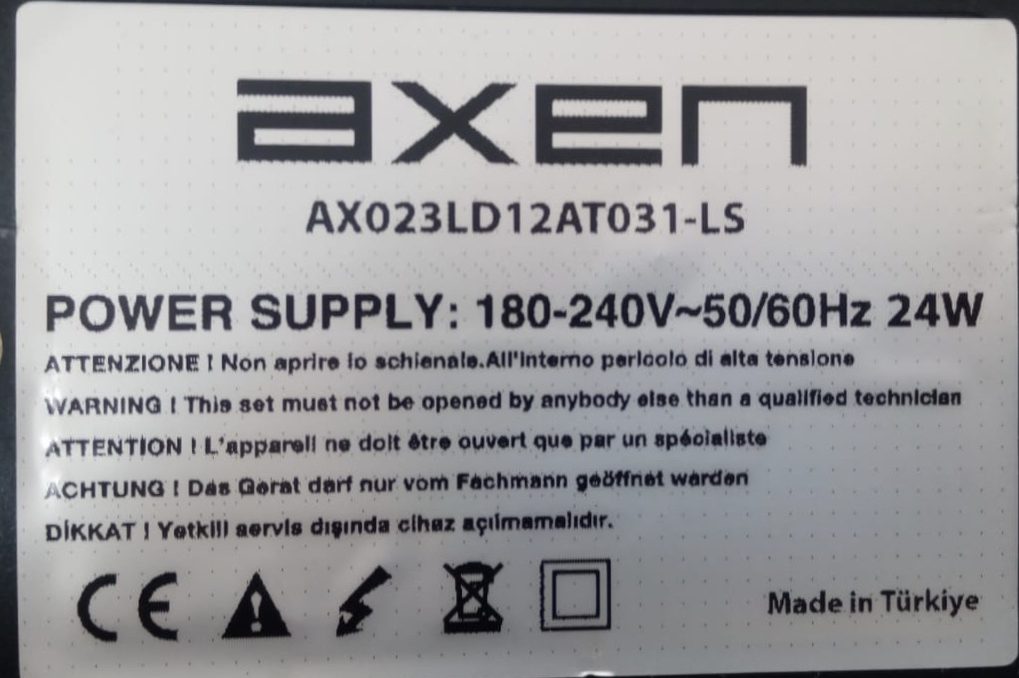 axen
AX023LD12AT031-LS
POWER SUPPLY: 180-240V~50/60Hz 24W
ATTENZIONE ! Non aprire lo schienale.All'interno pericolo di alta tensione
WARNING ! This set must not be opened by anybody else than a qualified technician
ATTENTION ! L'appareil ne doit être ouvert que par un spécialiste
ACHTUNG ! Das Gerat darf nur vom Fachmann geöffnet warden
DİKKAT ! Yetkili servis dışında cihaz açılmamalıdır.
CE
Made in Türkiye